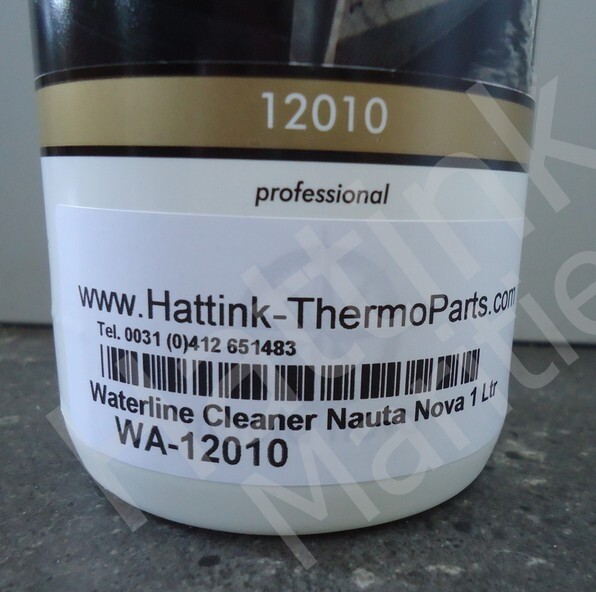 12010
professional
www.Hattink-ThermoParts.com
Tel. 0031 (0)412 651483
Waterline Cleaner Nauta Nova 1 Ltr
WA-12010
Hattink